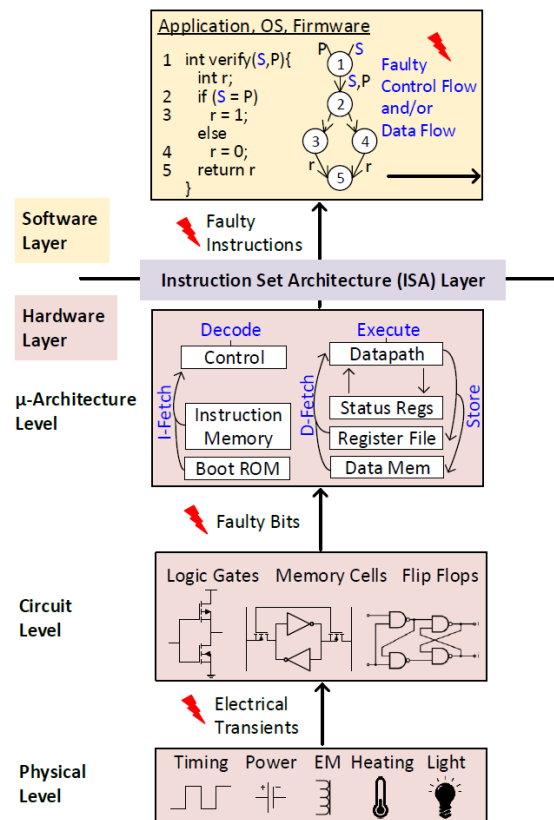 Application, OS, Firmware
1 int verify(S,P){
int r;
2 if (S = P)
3 r = 1;
else
4 r = 0;
5 return r
}
P S
1
S,P
2
3 4
r r
5
Faulty
Control Flow
and/or
Data Flow
Software
Layer
Faulty
Instructions
Instruction Set Architecture (ISA) Layer
Hardware
Layer
μ-Architecture
Level
Decode
Control
I-Fetch
Instruction
Memory
Boot ROM
Execute
Datapath
D-Fetch
Status Regs
Register File
Data Mem
Store
Faulty Bits
Circuit
Level
Logic Gates Memory Cells Flip Flops
Electrical
Transients
Physical
Level
Timing Power EM Heating Light